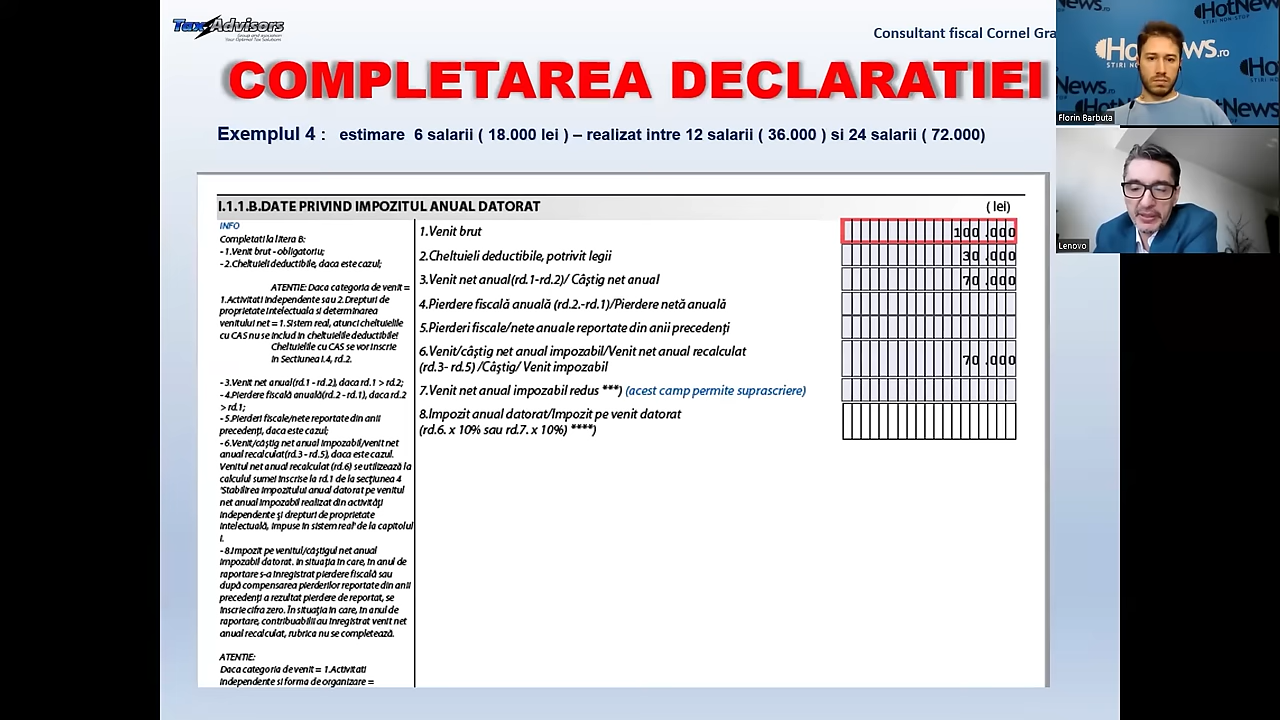 Tax Advisors
Consultant fiscal Cornel Gra
COMPLETAREA DECLARATIEI
Exemplul 4 : estimare 6 salarii ( 18.000 lei ) – realizat intre 12 salarii ( 36.000 ) si 24 salarii ( 72.000)
I.1.1.B.DATE PRIVIND IMPOZITUL ANUAL DATORAT ( lei)
INFO
Completati la litera B:
- 1.Venit brut - obligatoriu;
- 2.Cheltuieli deductibile, daca este cazul;
ATENTIE: Daca categoria de venit =
1.Activitati independente sau 2.Drepturi de
proprietate intelectuala si determinarea
venitului net = 1.Sistem real, atunci cheltuielile
cu CAS nu se includ in cheltuielile deductibile!
Cheltuielile cu CAS se vor inscrie
in Sectiunea I.4, rd.2.
- 3.Venit net anual(rd.1 - rd.2), daca rd.1 > rd.2;
- 4.Pierdere fiscală anuală(rd.2 - rd.1), daca rd.2
> rd.1;
- 5.Pierderi fiscale/nete reportate din anii
precedenți, daca este cazul;
- 6.Venit/câștig net anual impozabil/venit net
anual recalculat(rd.3 - rd.5), daca este cazul.
Venitul net anual recalculat (rd.6) se utilizează la
calculul sumei înscrise la rd.1 de la secțiunea 4
"Stabilirea impozitului anual datorat pe venitul
net anual impozabil realizat din activități
independente și drepturi de proprietate
intelectuală, impuse in sistem real" de la capitolul
I.
- 8.Impozit pe venitul/câștigul net anual
impozabil datorat. In situația in care, in anul de
raportare s-a înregistrat pierdere fiscală sau
după compensarea pierderilor reportate din anii
precedenți a rezultat pierdere de reportat, se
înscrie cifra zero. În situația in care, in anul de
raportare, contribuabilii au înregistrat venit net
anual recalculat, rubrica nu se completează.
ATENTIE:
Daca categoria de venit = 1.Activitati
independente si forma de organizare =
1.Venit brut 100.000
2.Cheltuieli deductibile, potrivit legii 30.000
3.Venit net anual(rd.1-rd.2)/ Câștig net anual 70.000
4.Pierdere fiscală anuală (rd.2.-rd.1)/Pierdere netă anuală
5.Pierderi fiscale/nete anuale reportate din anii precedenți
6.Venit/câștig net anual impozabil/Venit net anual recalculat
(rd.3- rd.5) /Câștig/ Venit impozabil 70.000
7.Venit net anual impozabil redus ***) (acest camp permite suprascriere)
8.Impozit anual datorat/Impozit pe venit datorat
(rd.6. x 10% sau rd.7. x 10%) ****)
HotNews.ro
STIRI NON-STOP
Florin Barbuta
Lenovo